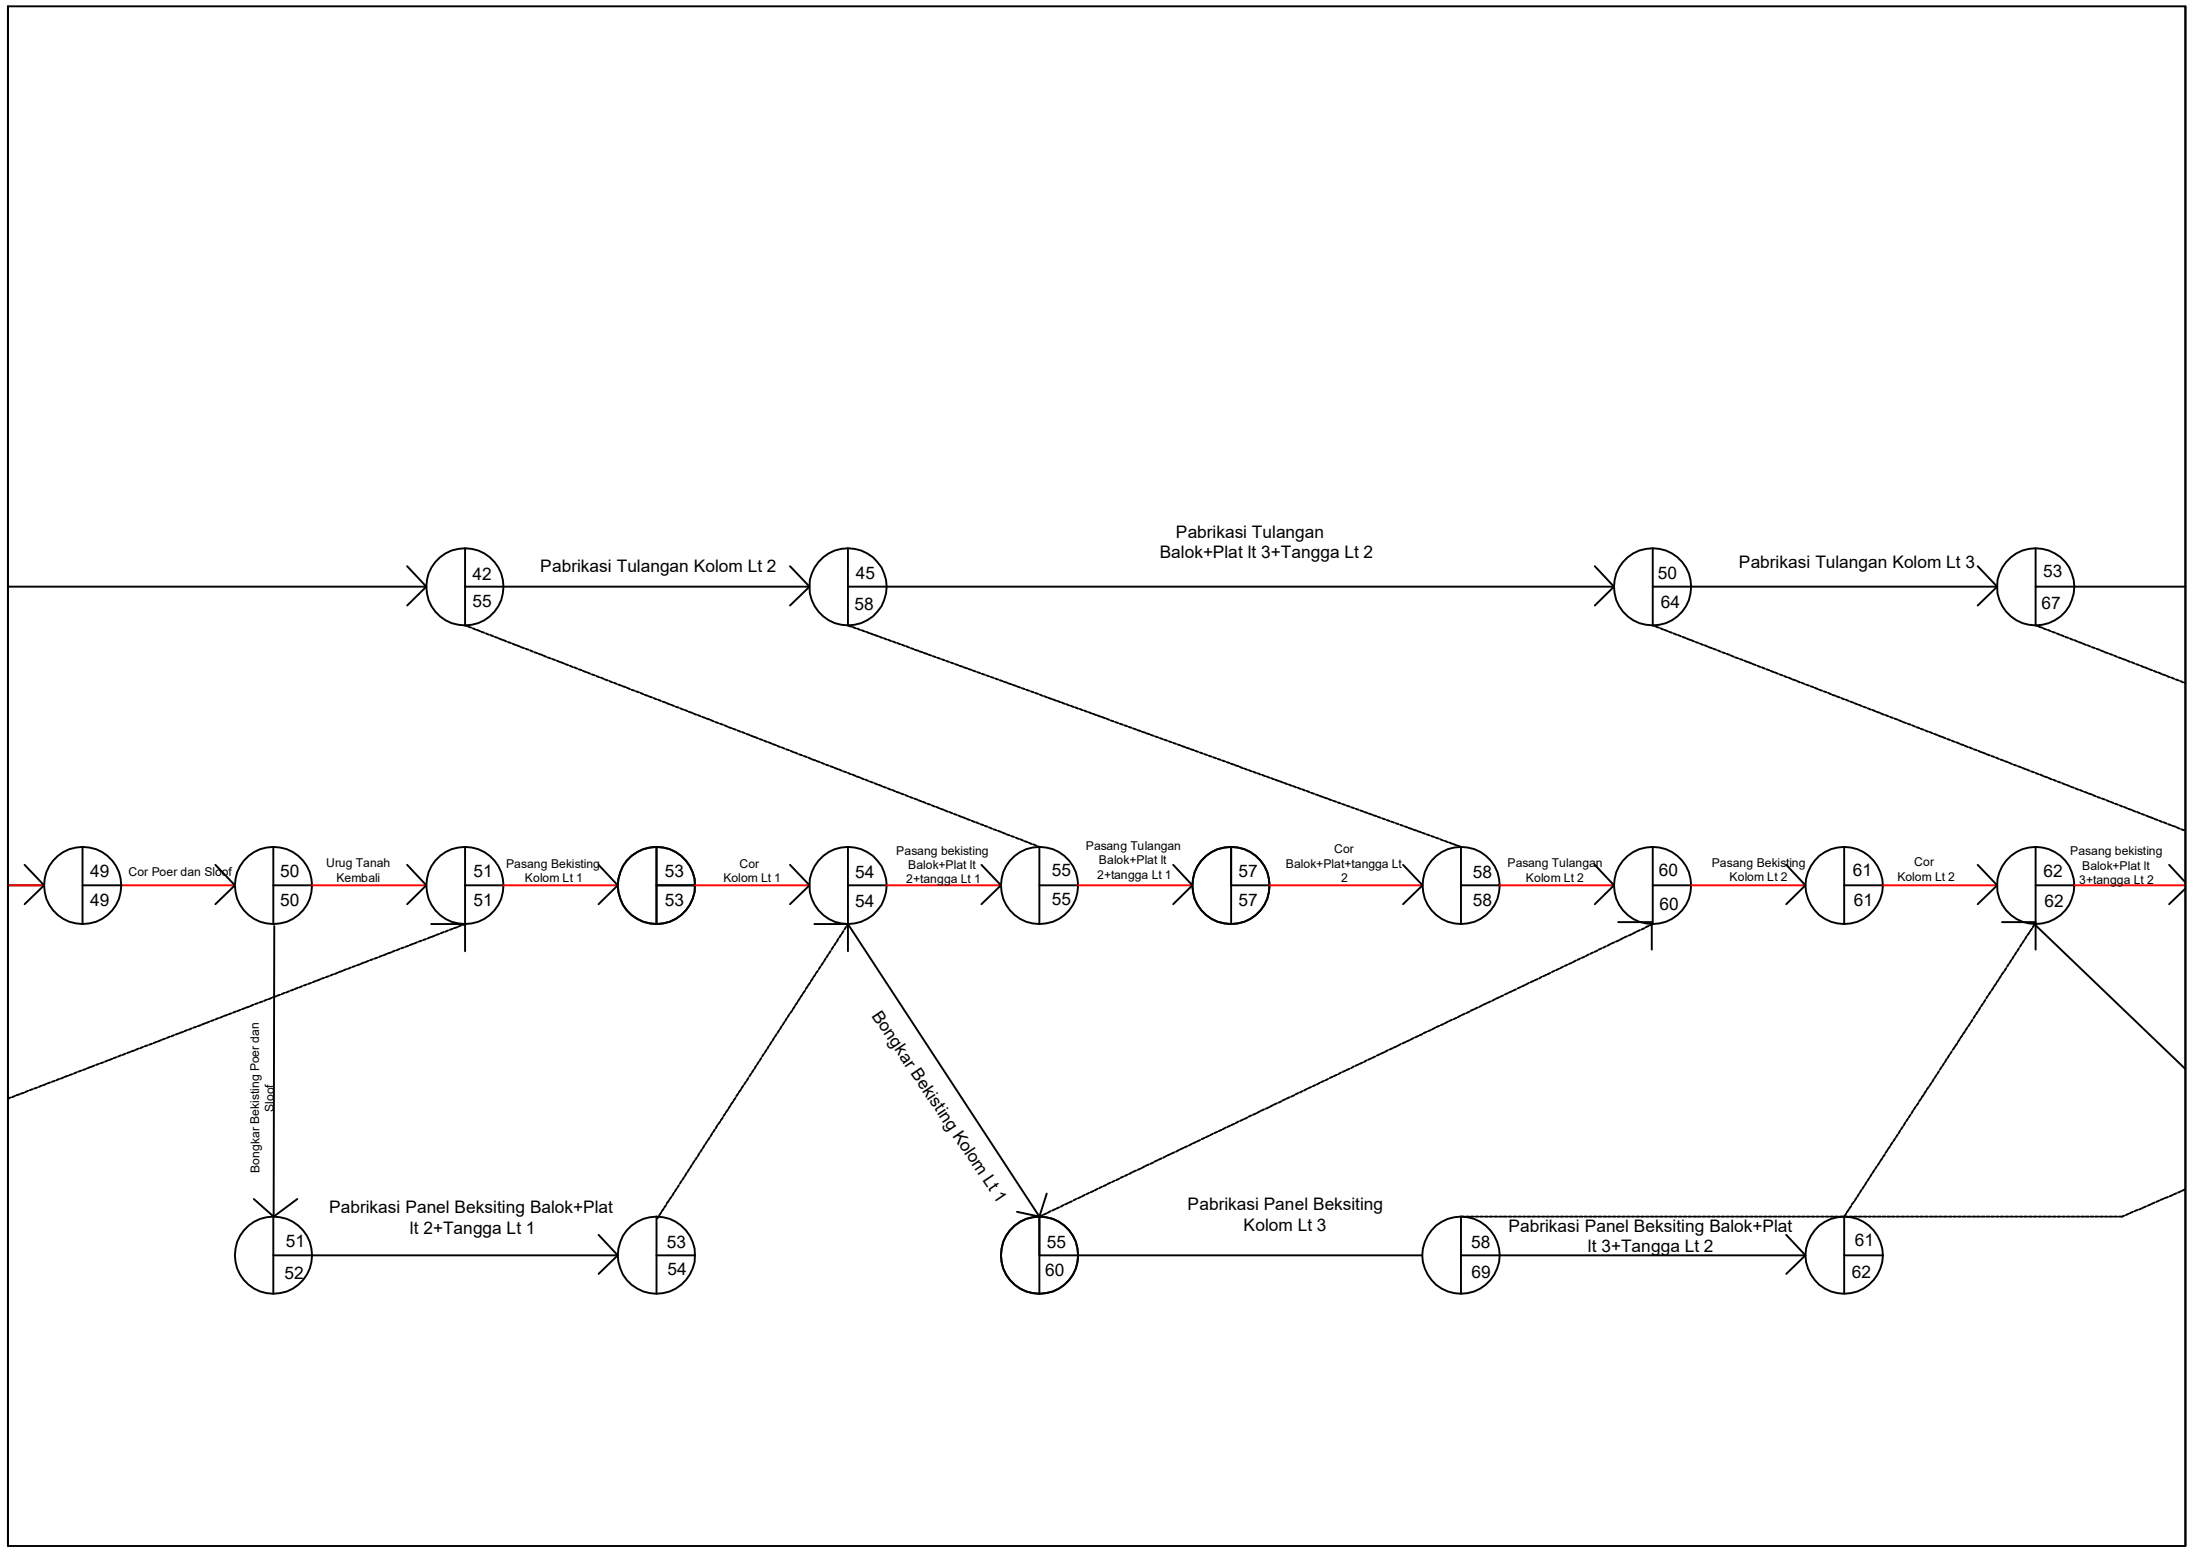 Pabrikasi Tulangan
Balok+Plat lt 3+Tangga Lt 2
Pabrikasi Tulangan Kolom Lt 2
Pabrikasi Tulangan Kolom Lt 3
42
55
45
58
50
64
53
67
49
49
Cor Poer dan Sloof
50
50
Urug Tanah
Kembali
51
51
Pasang Bekisting
Kolom Lt 1
53
53
Cor
Kolom Lt 1
54
54
Pasang bekisting
Balok+Plat lt
2+tangga Lt 1
55
55
Pasang Tulangan
Balok+Plat lt
2+tangga Lt 1
57
57
Cor
Balok+Plat+tangga Lt
2
58
58
Pasang Tulangan
Kolom Lt 2
60
60
Pasang Bekisting
Kolom Lt 2
61
61
Cor
Kolom Lt 2
62
62
Pasang bekisting
Balok+Plat lt
3+tangga Lt 2
Bongkar Bekisting Poer dan
Sloof
Bongkar Bekisting Kolom Lt 1
51
52
Pabrikasi Panel Beksiting Balok+Plat
lt 2+Tangga Lt 1
53
54
55
60
Pabrikasi Panel Beksiting
Kolom Lt 3
58
69
Pabrikasi Panel Beksiting Balok+Plat
lt 3+Tangga Lt 2
61
62